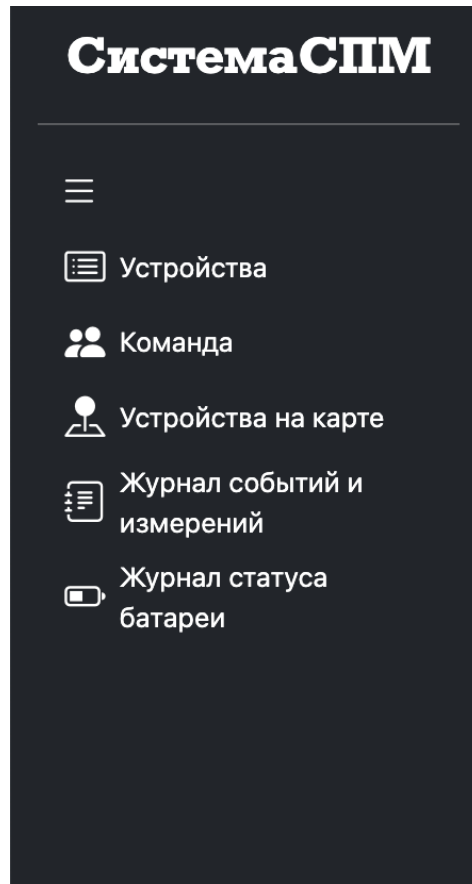 СистемаСПМ
Устройства
Команда
Устройства на карте
Журнал событий и
измерений
Журнал статуса
батареи